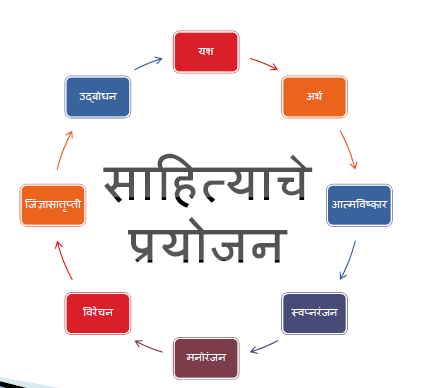 यश
अर्थ
आत्मविष्कार
स्वप्नरंजन
मनोरंजन
विरेचन
जिज्ञासातृप्ती
उद्बोधन
साहित्याचे
प्रयोजन